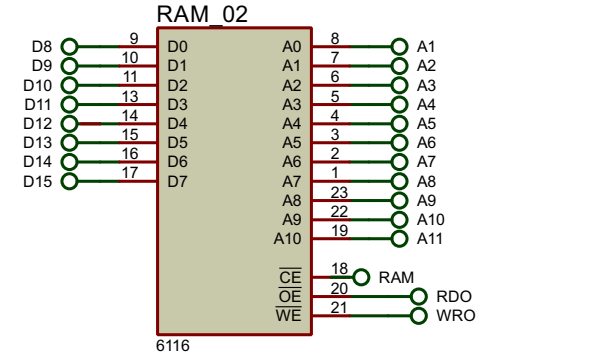 RAM_02
D8 9 D0 A0 8 A1
D9 10 D1 A1 7 A2
D10 11 D2 A2 6 A3
D11 13 D3 A3 5 A4
D12 14 D4 A4 4 A5
D13 15 D5 A5 3 A6
D14 16 D6 A6 2 A7
D15 17 D7 A7 1 A8
A8 23 A9
A9 22 A10
A10 19 A11
CE 18 RAM
OE 20 RDO
WE 21 WRO
6116